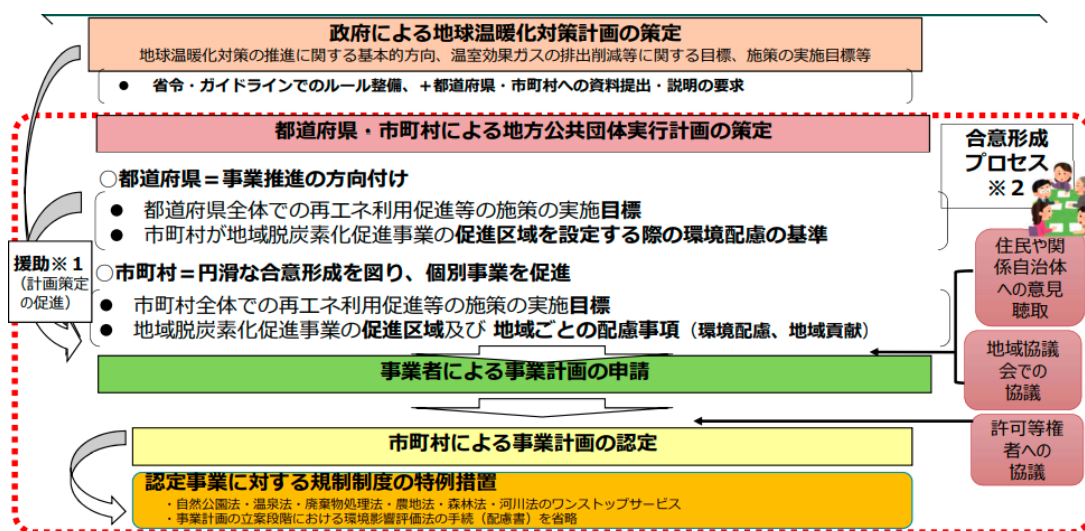 政府による地球温暖化対策計画の策定
地球温暖化対策の推進に関する基本的方向、温室効果ガスの排出削減等に関する目標、施策の実施目標等
● 省令・ガイドラインでのルール整備、＋都道府県・市町村への資料提出・説明の要求
都道府県・市町村による地方公共団体実行計画の策定
合意形成
プロセス
※２
○都道府県＝事業推進の方向付け
● 都道府県全体での再エネ利用促進等の施策の実施目標
● 市町村が地域脱炭素化促進事業の促進区域を設定する際の環境配慮の基準
援助※１
（計画策定
の促進）
○市町村＝円滑な合意形成を図り、個別事業を促進
● 市町村全体での再エネ利用促進等の施策の実施目標
● 地域脱炭素化促進事業の促進区域及び 地域ごとの配慮事項（環境配慮、地域貢献）
住民や関
係自治体
への意見
聴取
事業者による事業計画の申請
地域協議
会での
協議
市町村による事業計画の認定
許可等権
者への
協議
認定事業に対する規制制度の特例措置
・自然公園法・温泉法・廃棄物処理法・農地法・森林法・河川法のワンストップサービス
・事業計画の立案段階における環境影響評価法の手続（配慮書）を省略